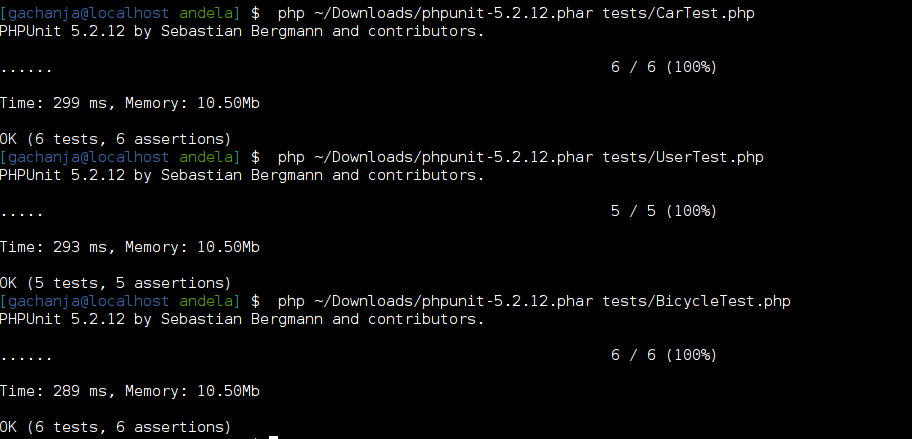 [gachanja@localhost andela] $  php ~/Downloads/phpunit-5.2.12.phar tests/CarTest.php
PHPUnit 5.2.12 by Sebastian Bergmann and contributors.
......                                                              6 / 6 (100%)
Time: 299 ms, Memory: 10.50Mb
OK (6 tests, 6 assertions)
[gachanja@localhost andela] $  php ~/Downloads/phpunit-5.2.12.phar tests/UserTest.php
PHPUnit 5.2.12 by Sebastian Bergmann and contributors.
.....                                                               5 / 5 (100%)
Time: 293 ms, Memory: 10.50Mb
OK (5 tests, 5 assertions)
[gachanja@localhost andela] $  php ~/Downloads/phpunit-5.2.12.phar tests/BicycleTest.php
PHPUnit 5.2.12 by Sebastian Bergmann and contributors.
......                                                              6 / 6 (100%)
Time: 289 ms, Memory: 10.50Mb
OK (6 tests, 6 assertions)